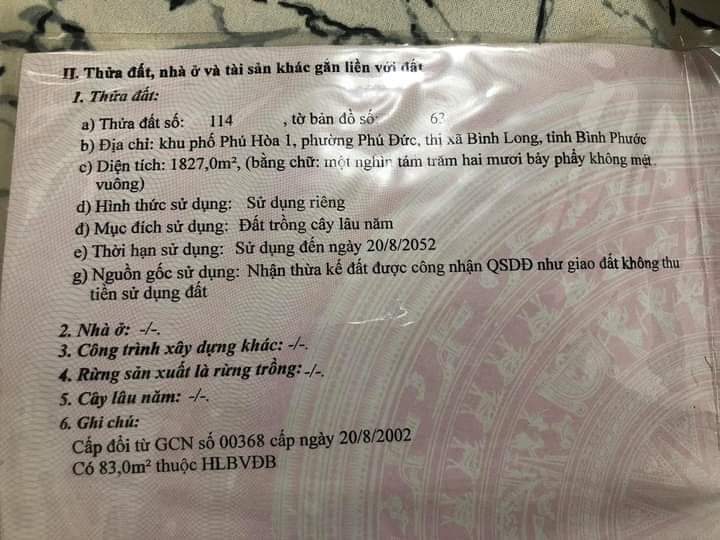 II. Thửa đất, nhà ở và tài sản khác gắn liền với đất
1. Thửa đất:
a) Thửa đất số: 114 , tờ bản đồ số: 63
b) Địa chỉ: khu phố Phú Hòa 1, phường Phú Đức, thị xã Bình Long, tỉnh Bình Phước
c) Diện tích: 1827,0m², (bằng chữ: một nghìn tám trăm hai mươi bảy phẩy không mét
vuông)
d) Hình thức sử dụng: Sử dụng riêng
đ) Mục đích sử dụng: Đất trồng cây lâu năm
e) Thời hạn sử dụng: Sử dụng đến ngày 20/8/2052
g) Nguồn gốc sử dụng: Nhận thừa kế đất được công nhận QSDĐ như giao đất không thu
tiền sử dụng đất
2. Nhà ở: -/-.
3. Công trình xây dựng khác: -/-.
4. Rừng sản xuất là rừng trồng: -/-.
5. Cây lâu năm: -/-.
6. Ghi chú:
Cấp đổi từ GCN số 00368 cấp ngày 20/8/2002
Có 83,0m² thuộc HLBVĐB